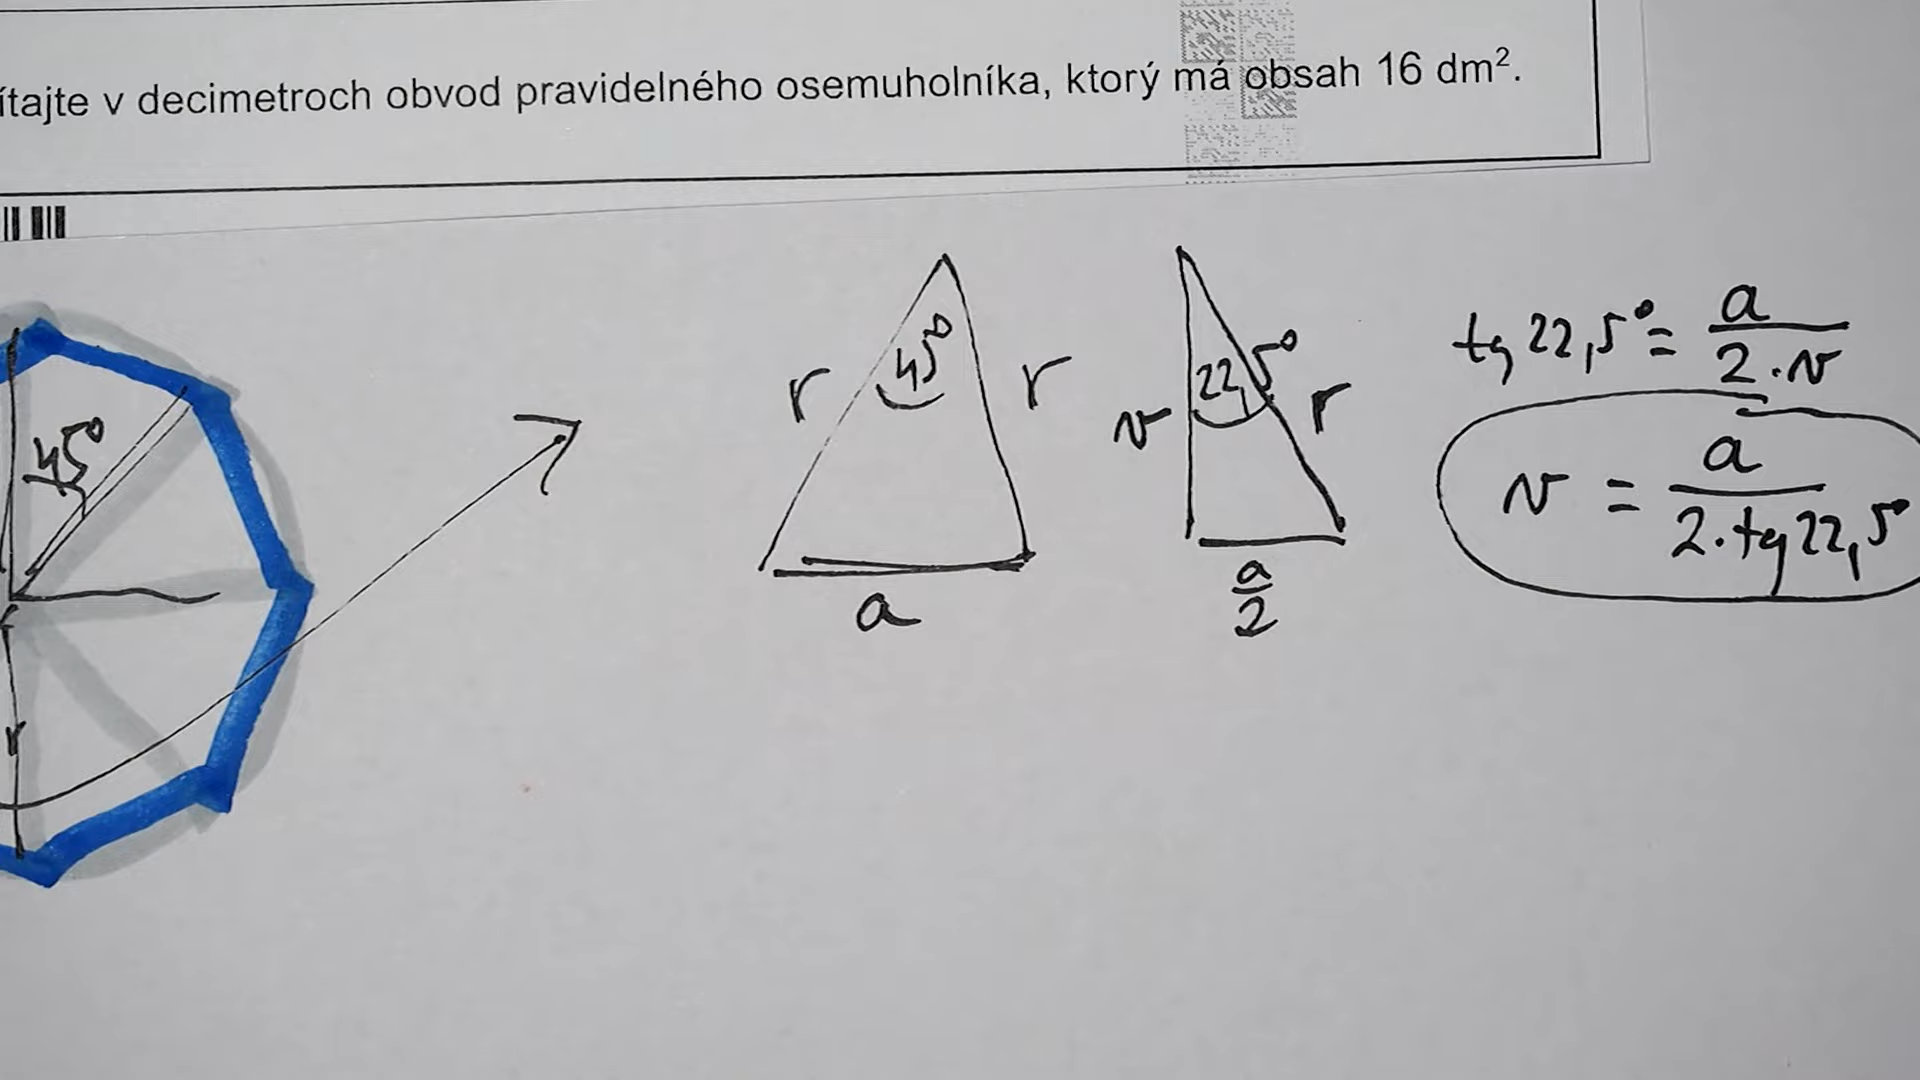 ítajte v decimetroch obvod pravidelného osemuholníka, ktorý má obsah 16 dm².
45°
r
r
45°
r
a
v
22,5°
r
a/2
tg 22,5° = a/(2·v)
v = a/(2·tg 22,5°)